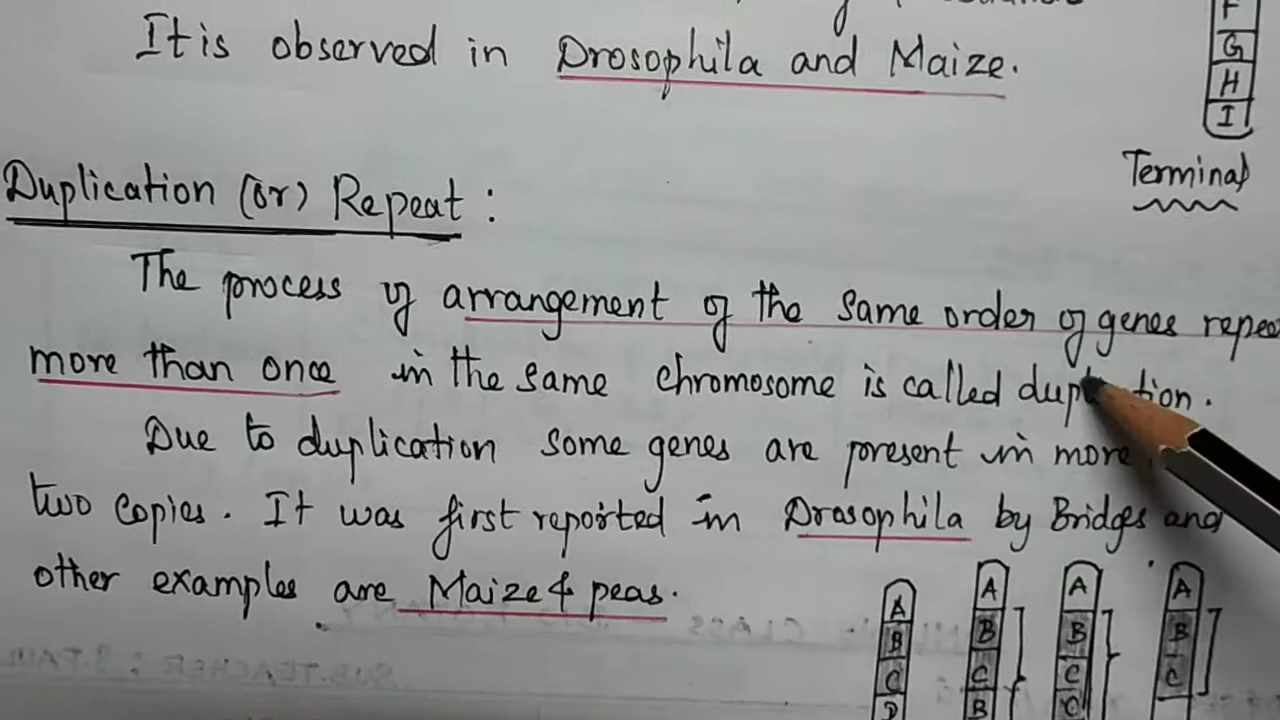 It is observed in Drosophila and Maize.
F
G
H
I
Terminal
Duplication (or) Repeat :
The process of arrangement of the same order of genes repea
more than once in the same chromosome is called dup tion.
Due to duplication some genes are present in more
two copies. It was first reported in Drosophila by Bridges and
other examples are Maize & peas.
A A A A
B B B B
C C C C
D B C